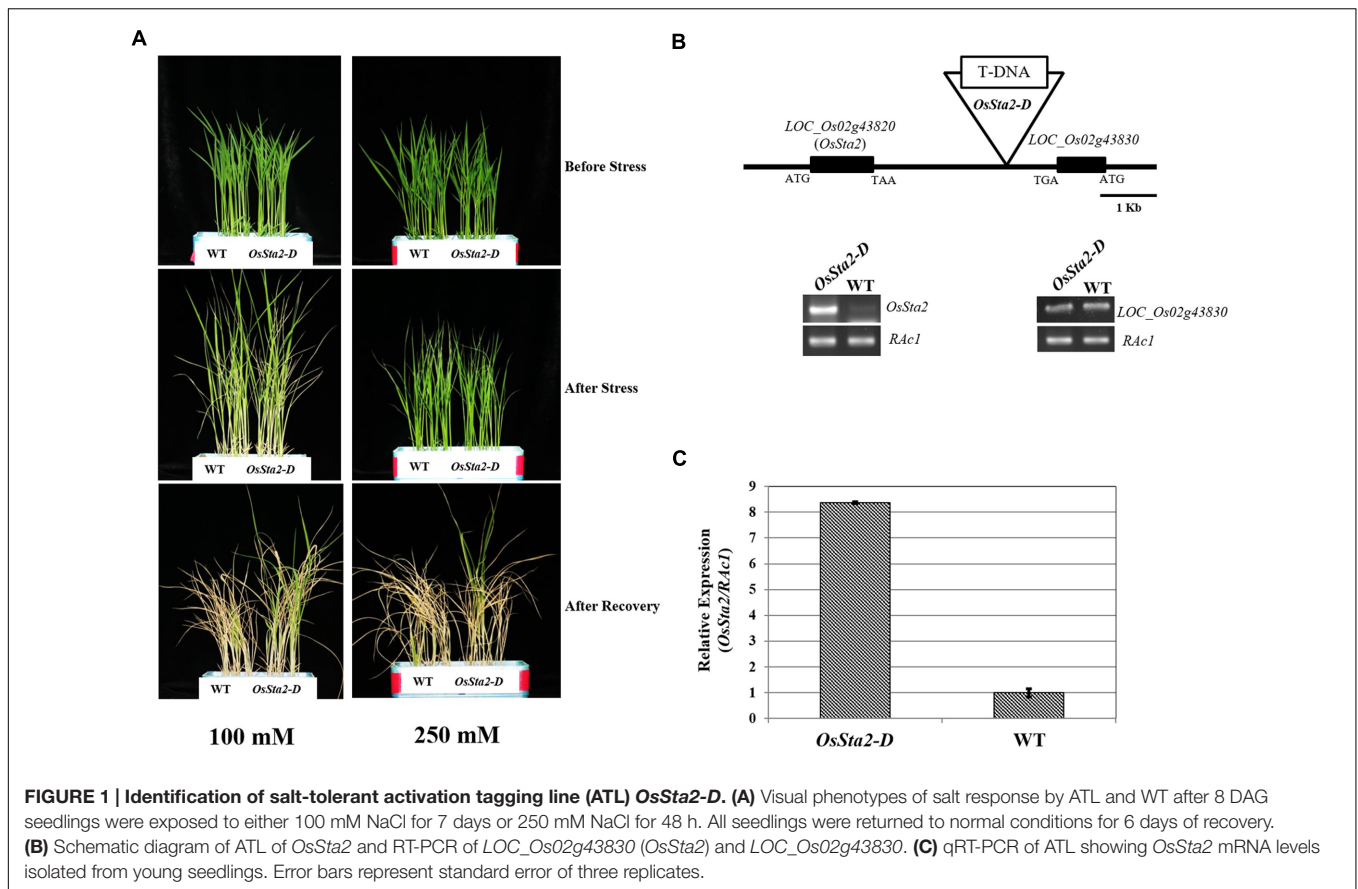 A
WT OsSta2-D
WT OsSta2-D
Before Stress
WT OsSta2-D
WT OsSta2-D
After Stress
WT OsSta2-D
WT OsSta2-D
After Recovery
100 mM
250 mM
B
T-DNA
OsSta2-D
LOC_Os02g43820
(OsSta2)
LOC_Os02g43830
ATG
TAA
TGA
ATG
1 Kb
OsSta2-D
WT
OsSta2
RAc1
OsSta2-D
WT
LOC_Os02g43830
RAc1
C
Relative Expression
(OsSta2/RAc1)
9
8
7
6
5
4
3
2
1
0
OsSta2-D
WT
FIGURE 1 | Identification of salt-tolerant activation tagging line (ATL) OsSta2-D. (A) Visual phenotypes of salt response by ATL and WT after 8 DAG
seedlings were exposed to either 100 mM NaCl for 7 days or 250 mM NaCl for 48 h. All seedlings were returned to normal conditions for 6 days of recovery.
(B) Schematic diagram of ATL of OsSta2 and RT-PCR of LOC_Os02g43830 (OsSta2) and LOC_Os02g43830. (C) qRT-PCR of ATL showing OsSta2 mRNA levels
isolated from young seedlings. Error bars represent standard error of three replicates.